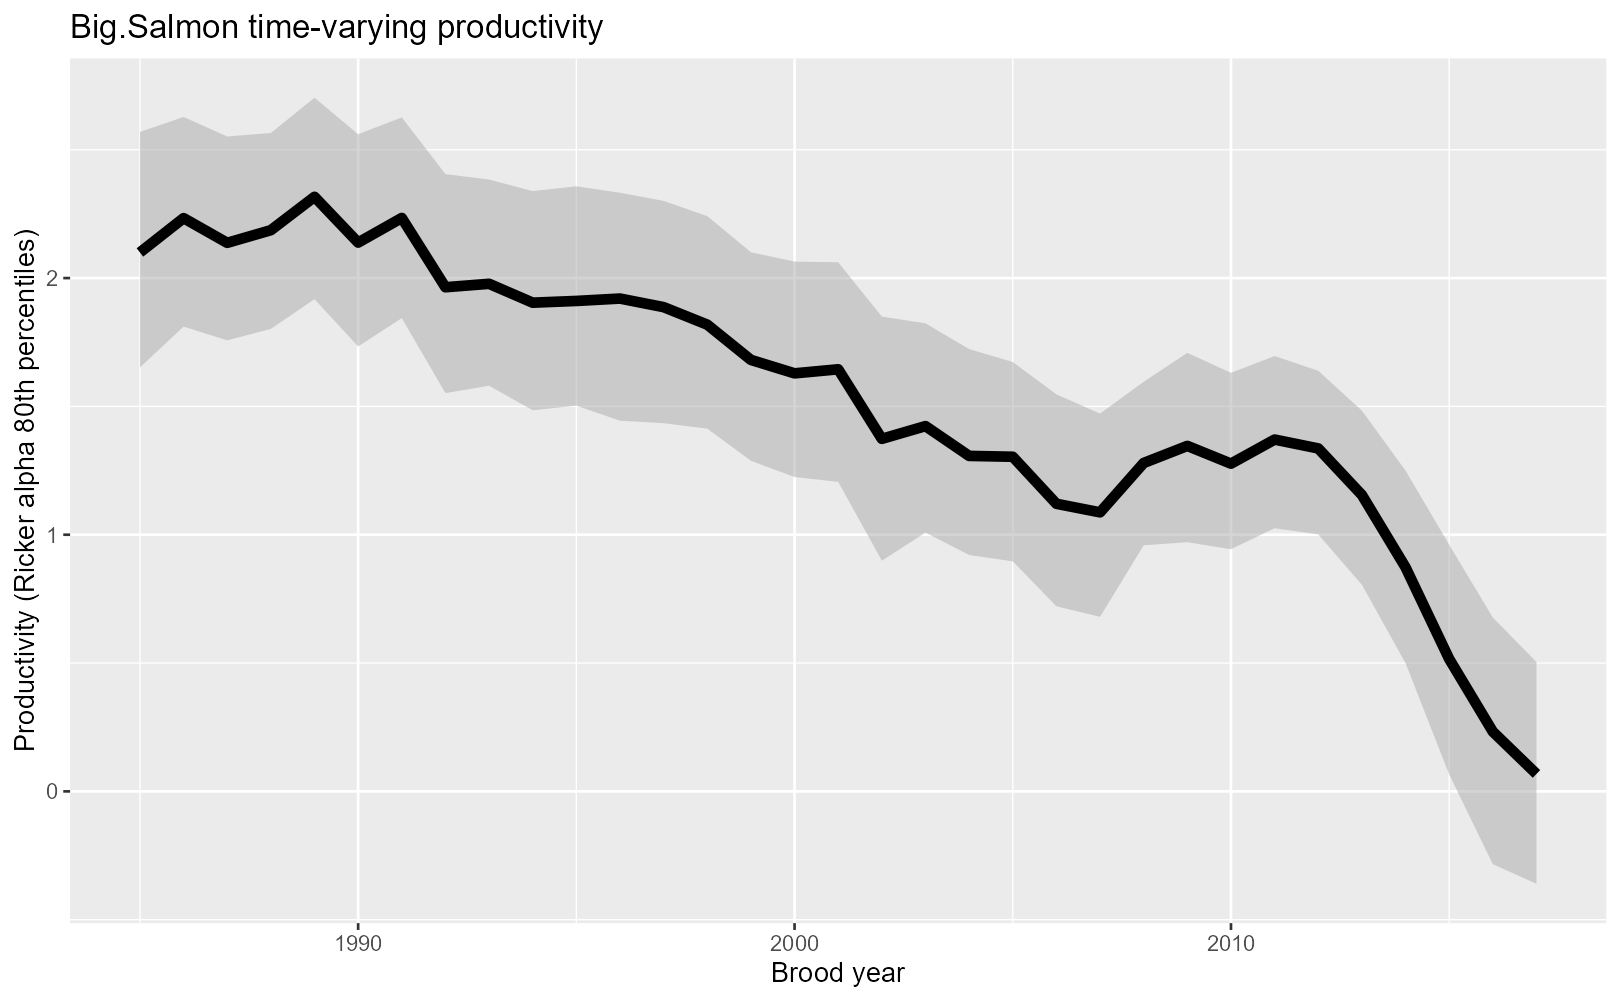 Big.Salmon time-varying productivity
Productivity (Ricker alpha 80th percentiles)
2
1
0
1990 2000 2010
Brood year